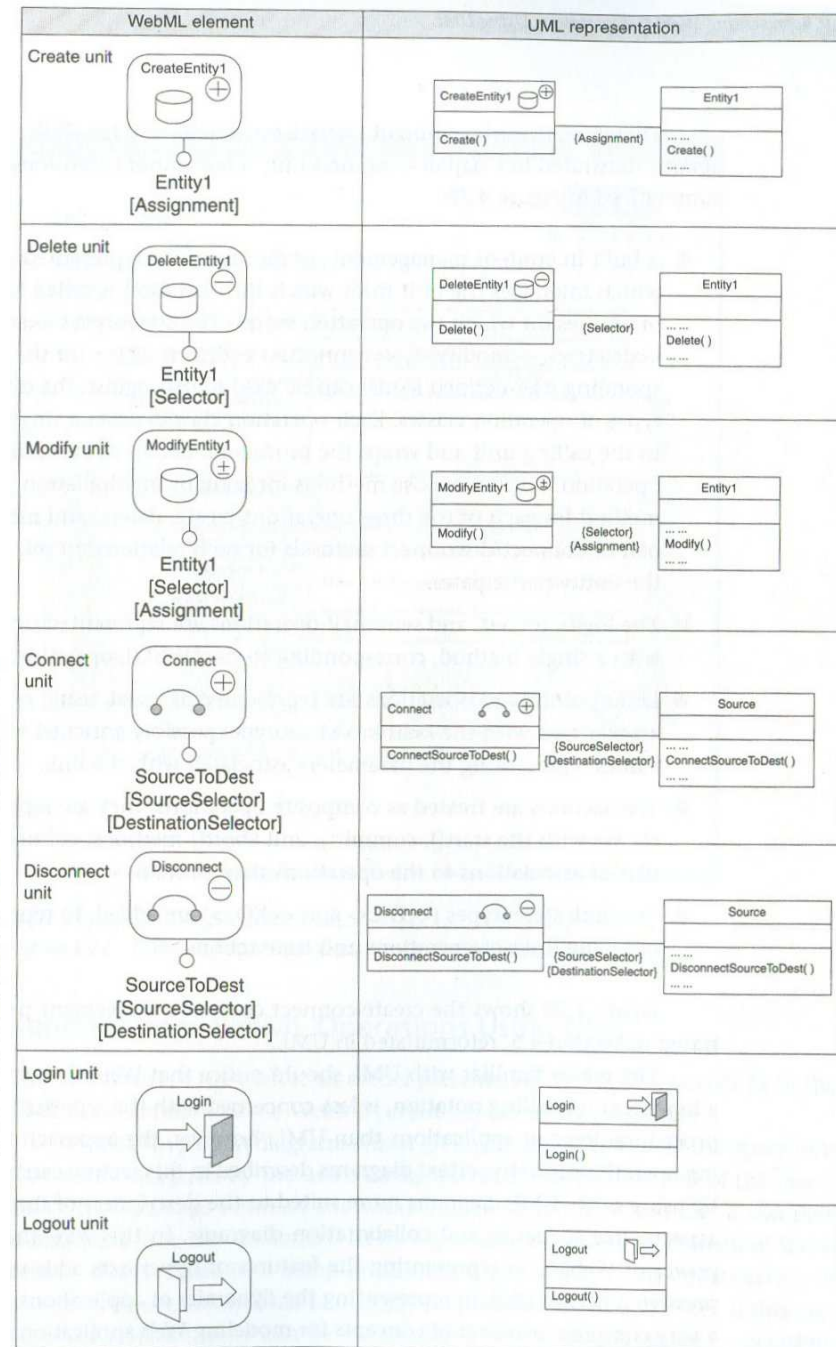 WebML element
UML representation
Create unit
CreateEntity1
Entity1
[Assignment]
CreateEntity1
Create( )
{Assignment}
Entity1
... ...
Create( )
... ...
Delete unit
DeleteEntity1
Entity1
[Selector]
DeleteEntity1
Delete( )
{Selector}
Entity1
... ...
Delete( )
... ...
Modify unit
ModifyEntity1
Entity1
[Selector]
[Assignment]
ModifyEntity1
Modify( )
{Selector}
{Assignment}
Entity1
... ...
Modify( )
... ...
Connect
unit
Connect
SourceToDest
[SourceSelector]
[DestinationSelector]
Connect
ConnectSourceToDest( )
{SourceSelector}
{DestinationSelector}
Source
... ...
ConnectSourceToDest( )
... ...
Disconnect
unit
Disconnect
SourceToDest
[SourceSelector]
[DestinationSelector]
Disconnect
DisconnectSourceToDest( )
{SourceSelector}
{DestinationSelector}
Source
... ...
DisconnectSourceToDest( )
... ...
Login unit
Login
Login
Login( )
Logout unit
Logout
Logout
Logout( )